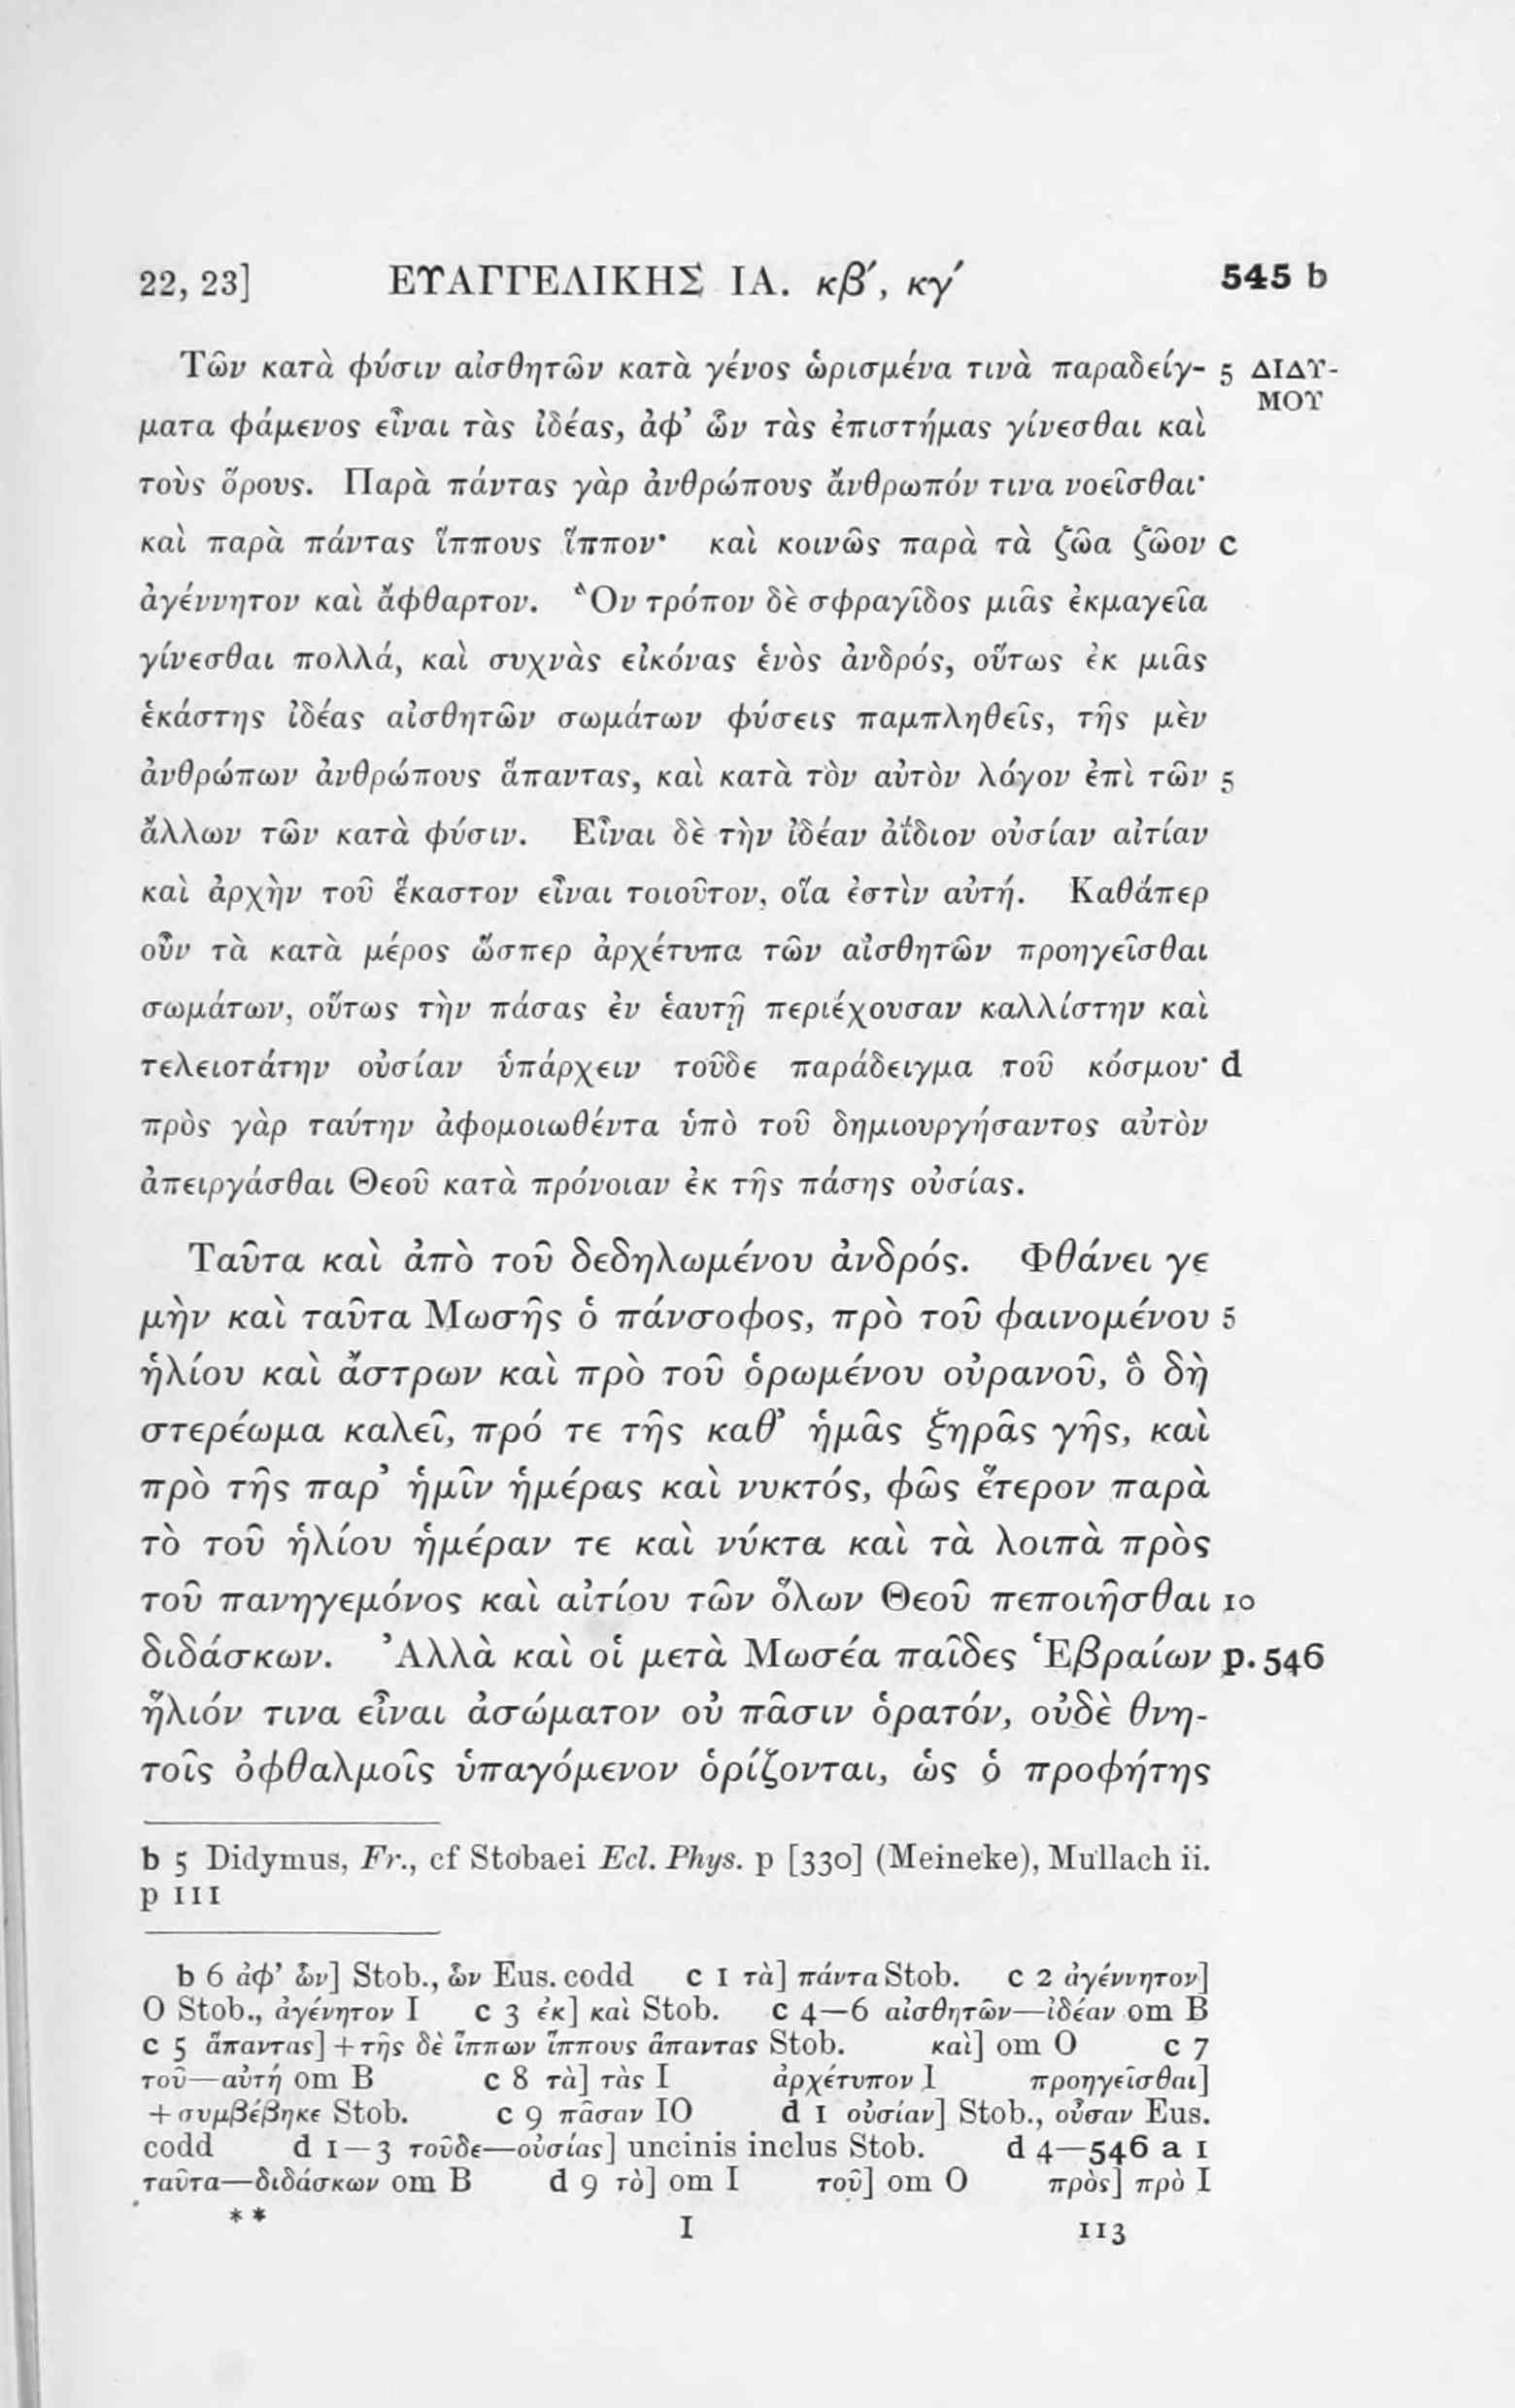 22, 23] ΕΥΑΓΓΕΛΙΚΗΣ ΙΑ. κβʹ, κγʹ 545 b
Τῶν κατὰ φύσιν αἰσθητῶν κατὰ γένος ὡρισμένα τινὰ παραδείγ- 5 ΔΙΔΥ-
ΜΟΥ
ματα φάμενος εἶναι τὰς ἰδέας, ἀφ’ ὧν τὰς ἐπιστήμας γίνεσθαι καὶ
τοὺς ὅρους. Παρὰ πάντας γὰρ ἀνθρώπους ἄνθρωπόν τινα νοεῖσθαι·
καὶ παρὰ πάντας ἵππους ἵππον· καὶ κοινῶς παρὰ τὰ ζῶα ζῶον c
ἀγέννητον καὶ ἄφθαρτον. Ὃν τρόπον δὲ σφραγῖδος μιᾶς ἐκμαγεῖα
γίνεσθαι πολλά, καὶ συχνὰς εἰκόνας ἑνὸς ἀνδρός, οὕτως ἐκ μιᾶς
ἑκάστης ἰδέας αἰσθητῶν σωμάτων φύσεις παμπληθεῖς, τῆς μὲν
ἀνθρώπων ἀνθρώπους ἅπαντας, καὶ κατὰ τὸν αὐτὸν λόγον ἐπὶ τῶν 5
ἄλλων τῶν κατὰ φύσιν. Εἶναι δὲ τὴν ἰδέαν ἀΐδιον οὐσίαν αἰτίαν
καὶ ἀρχὴν τοῦ ἕκαστον εἶναι τοιοῦτον, οἵα ἐστὶν αὐτή. Καθάπερ
οὖν τὰ κατὰ μέρος ὥσπερ ἀρχέτυπα τῶν αἰσθητῶν προηγεῖσθαι
σωμάτων, οὕτως τὴν πάσας ἐν ἑαυτῇ περιέχουσαν καλλίστην καὶ
τελειοτάτην οὐσίαν ὑπάρχειν τοῦδε παράδειγμα τοῦ κόσμου· d
πρὸς γὰρ ταύτην ἀφομοιωθέντα ὑπὸ τοῦ δημιουργήσαντος αὐτὸν
ἀπειργάσθαι Θεοῦ κατὰ πρόνοιαν ἐκ τῆς πάσης οὐσίας.
Ταῦτα καὶ ἀπὸ τοῦ δεδηλωμένου ἀνδρός. Φθάνει γε
μὴν καὶ ταῦτα Μωσῆς ὁ πάνσοφος, πρὸ τοῦ φαινομένου 5
ἡλίου καὶ ἄστρων καὶ πρὸ τοῦ ὁρωμένου οὐρανοῦ, ὃ δὴ
στερέωμα καλεῖ, πρό τε τῆς καθ’ ἡμᾶς ξηρᾶς γῆς, καὶ
πρὸ τῆς παρ’ ἡμῖν ἡμέρας καὶ νυκτός, φῶς ἕτερον παρὰ
τὸ τοῦ ἡλίου ἡμέραν τε καὶ νύκτα καὶ τὰ λοιπὰ πρὸς
τοῦ πανηγεμόνος καὶ αἰτίου τῶν ὅλων Θεοῦ πεποιῆσθαι 10
διδάσκων. Ἀλλὰ καὶ οἱ μετὰ Μωσέα παῖδες Ἑβραίων p. 546
ἥλιόν τινα εἶναι ἀσώματον οὐ πᾶσιν ὁρατόν, οὐδὲ θνη-
τοῖς ὀφθαλμοῖς ὑπαγόμενον ὁρίζονται, ὡς ὁ προφήτης
b 5 Didymus, Fr., cf Stobaei Ecl. Phys. p [330] (Meineke), Mullach ii.
p 111
b 6 ἀφ’ ὧν] Stob., ὧν Eus. codd c 1 τὰ] πάντα Stob. c 2 ἀγέννητον]
O Stob., ἀγένητον I c 3 ἐκ] καὶ Stob. c 4—6 αἰσθητῶν—ἰδέαν om B
c 5 ἅπαντας] + τῆς δὲ ἵππων ἵππους ἅπαντας Stob. καὶ] om O c 7
τοῦ—αὐτή om B c 8 τὰ] τὰς I ἀρχέτυπον I προηγεῖσθαι]
+ συμβέβηκε Stob. c 9 πᾶσαν IO d 1 οὐσίαν] Stob., οὖσαν Eus.
codd d 1—3 τοῦδε—οὐσίας] uncinis inclus Stob. d 4—546 a 1
ταῦτα—διδάσκων om B d 9 τὸ] om I τοῦ] om O πρὸς] πρὸ I
** I 113